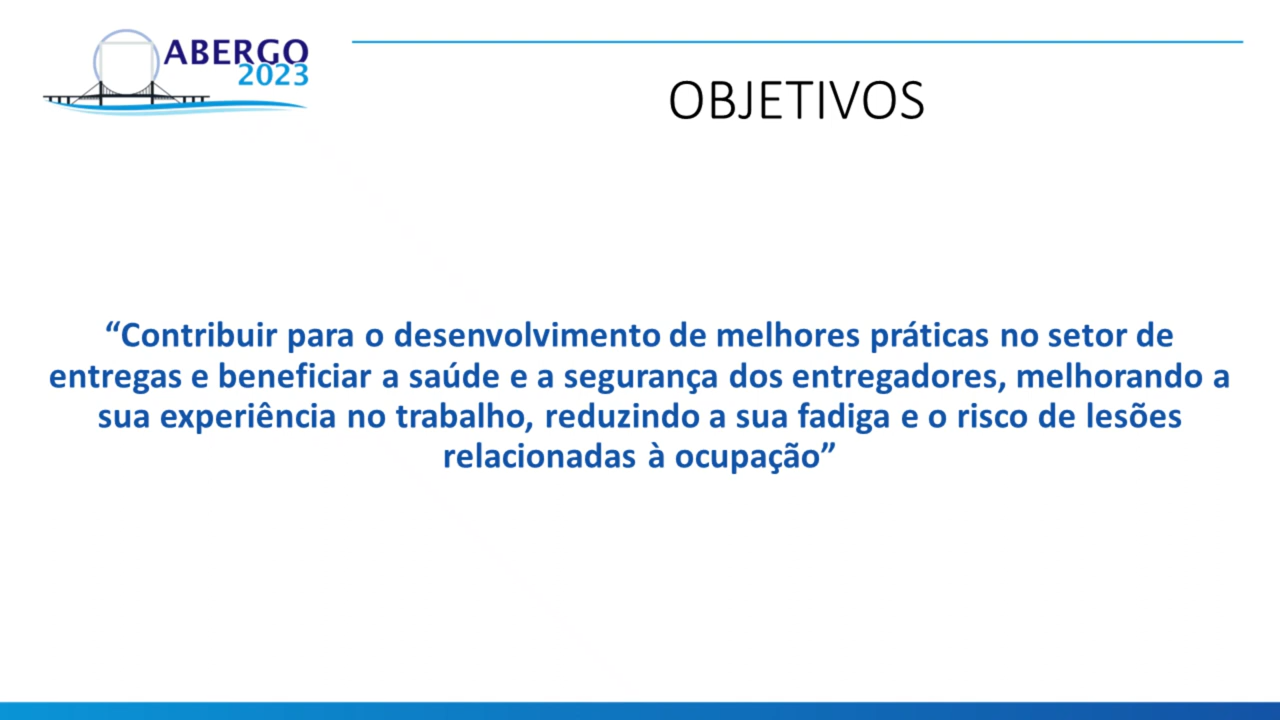 ABERGO
2023
OBJETIVOS
“Contribuir para o desenvolvimento de melhores práticas no setor de
entregas e beneficiar a saúde e a segurança dos entregadores, melhorando a
sua experiência no trabalho, reduzindo a sua fadiga e o risco de lesões
relacionadas à ocupação”